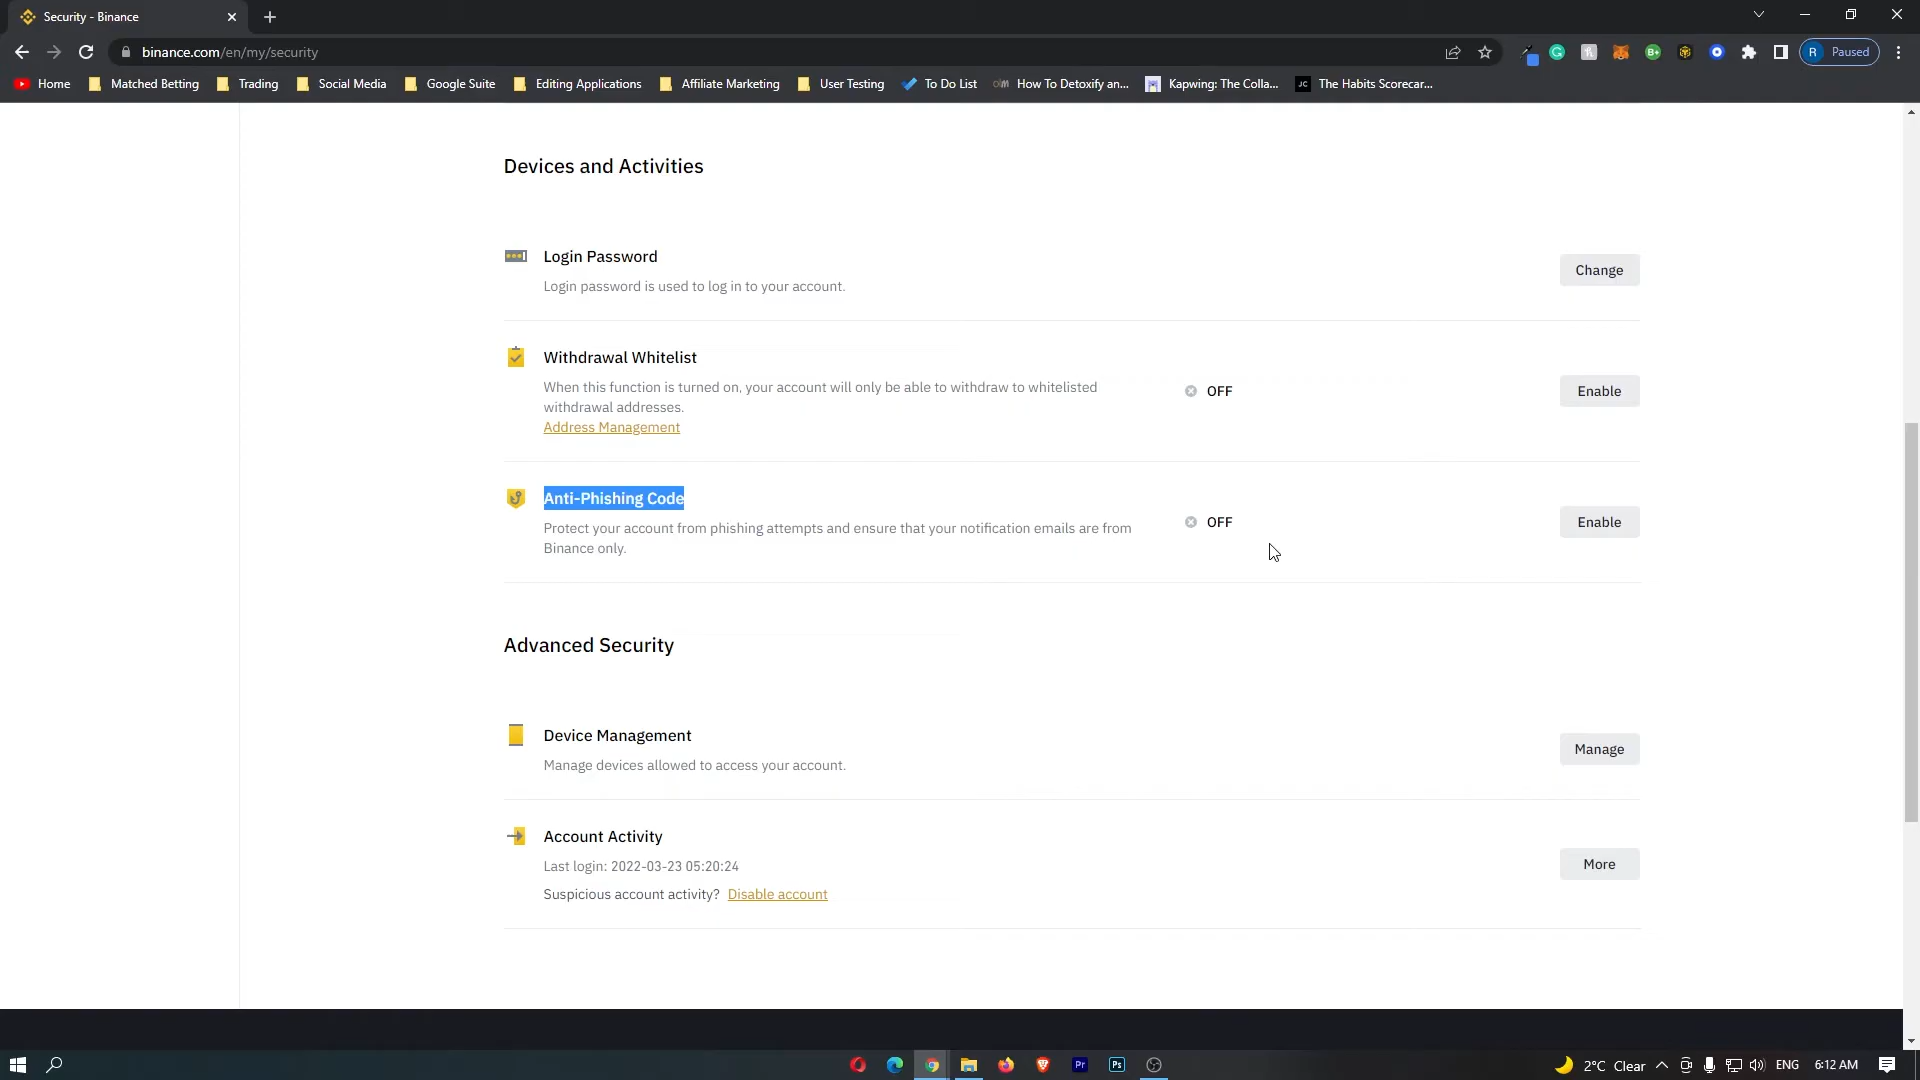 Security - Binance
binance.com/en/my/security
R Paused
Home Matched Betting Trading Social Media Google Suite Editing Applications Affiliate Marketing User Testing To Do List How To Detoxify an... Kapwing: The Colla... JC The Habits Scorecar...
Devices and Activities
Login Password
Login password is used to log in to your account.
Change
Withdrawal Whitelist
When this function is turned on, your account will only be able to withdraw to whitelisted
withdrawal addresses.
Address Management
OFF
Enable
Anti-Phishing Code
Protect your account from phishing attempts and ensure that your notification emails are from
Binance only.
OFF
Enable
Advanced Security
Device Management
Manage devices allowed to access your account.
Manage
Account Activity
Last login: 2022-03-23 05:20:24
Suspicious account activity? Disable account
More
Pr Ps 2°C Clear ENG 6:12 AM